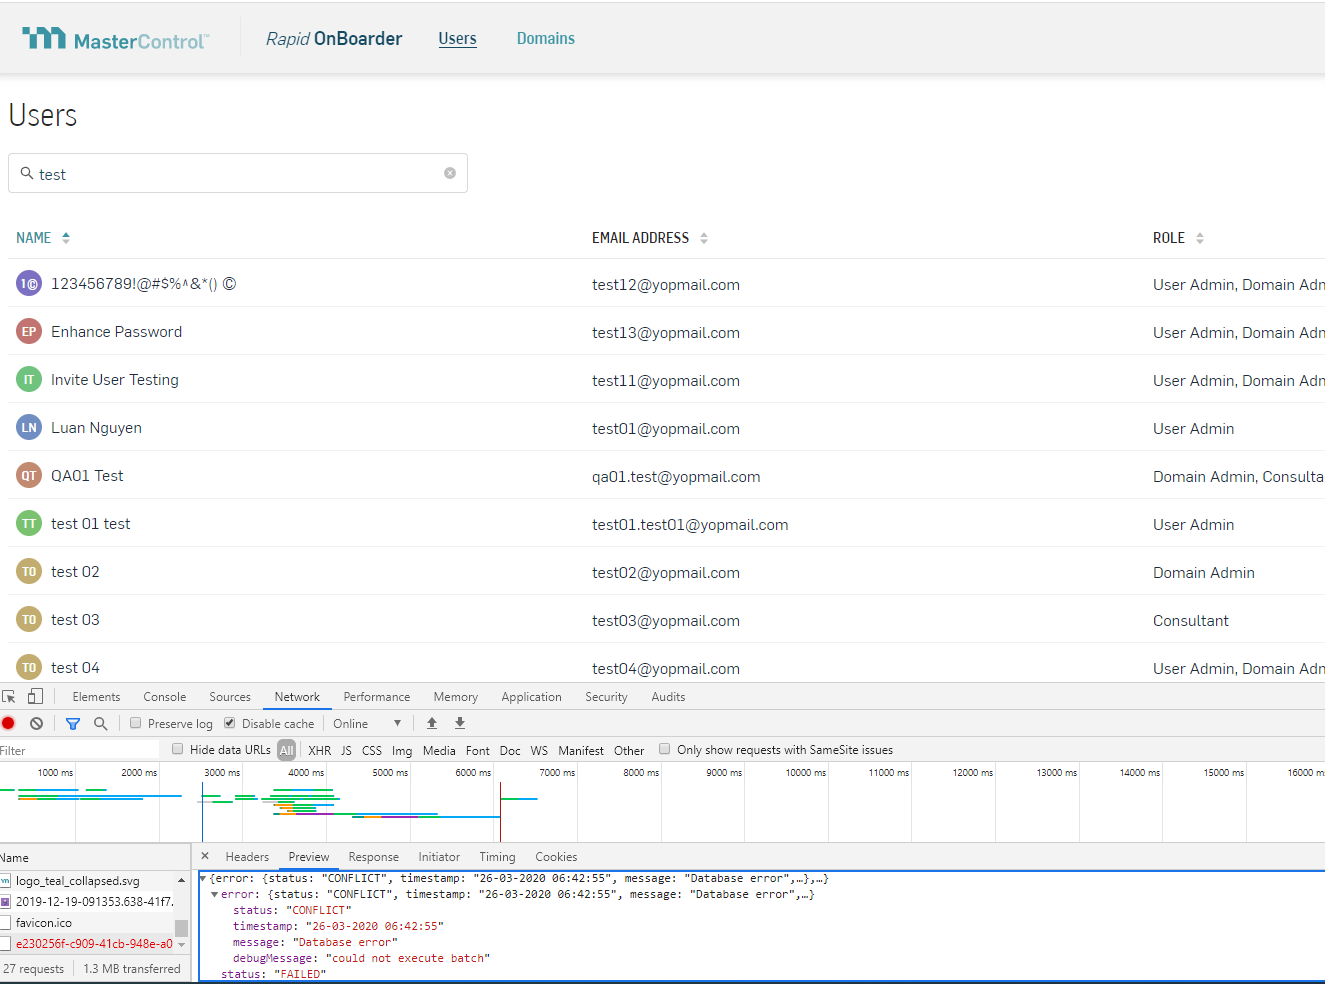 MasterControl™ Rapid OnBoarder Users Domains
Users
test
NAME EMAIL ADDRESS ROLE
1© 123456789!@#$%^&*() © test12@yopmail.com User Admin, Domain Adn
EP Enhance Password test13@yopmail.com User Admin, Domain Adn
IT Invite User Testing test11@yopmail.com User Admin, Domain Adn
LN Luan Nguyen test01@yopmail.com User Admin
QT QA01 Test qa01.test@yopmail.com Domain Admin, Consulta
TT test 01 test test01.test01@yopmail.com User Admin
T0 test 02 test02@yopmail.com Domain Admin
T0 test 03 test03@yopmail.com Consultant
T0 test 04 test04@yopmail.com User Admin, Domain Adn
Elements Console Sources Network Performance Memory Application Security Audits
Preserve log Disable cache Online
Filter Hide data URLs All XHR JS CSS Img Media Font Doc WS Manifest Other Only show requests with SameSite issues
1000 ms 2000 ms 3000 ms 4000 ms 5000 ms 6000 ms 7000 ms 8000 ms 9000 ms 10000 ms 11000 ms 12000 ms 13000 ms 14000 ms 15000 ms 16000 m
Name
logo_teal_collapsed.svg
2019-12-19-091353.638-41f7.
favicon.ico
e230256f-c909-41cb-948e-a0
27 requests 1.3 MB transferred
× Headers Preview Response Initiator Timing Cookies
{error: {status: "CONFLICT", timestamp: "26-03-2020 06:42:55", message: "Database error",…},…}
error: {status: "CONFLICT", timestamp: "26-03-2020 06:42:55", message: "Database error",…}
status: "CONFLICT"
timestamp: "26-03-2020 06:42:55"
message: "Database error"
debugMessage: "could not execute batch"
status: "FAILED"